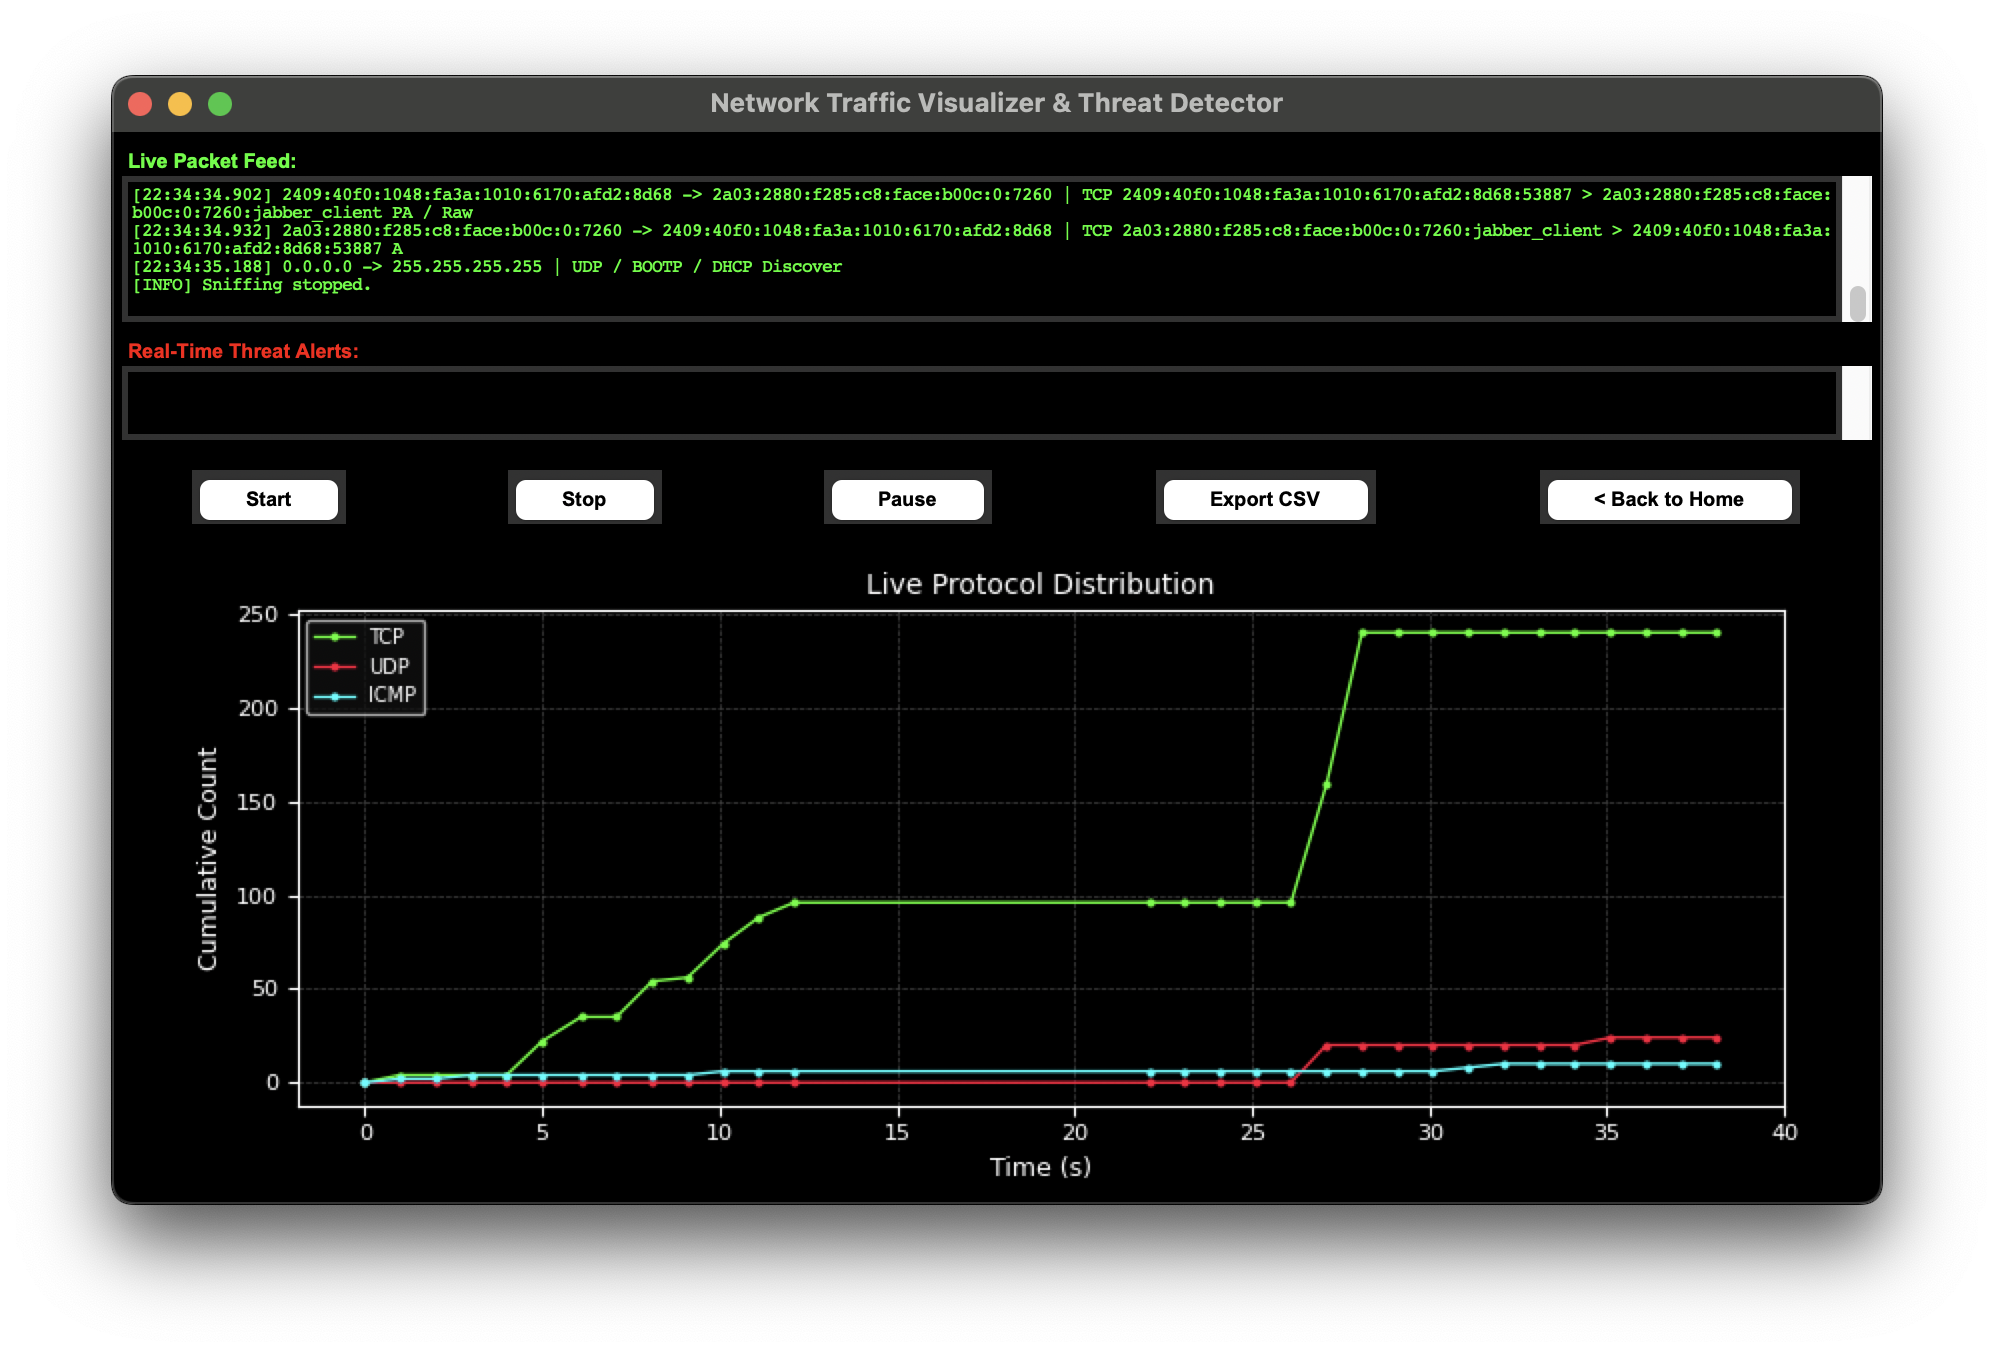 Network Traffic Visualizer & Threat Detector
Live Packet Feed:
[22:34:34.902] 2409:40f0:1048:fa3a:1010:6170:afd2:8d68 -> 2a03:2880:f285:c8:face:b00c:0:7260 | TCP 2409:40f0:1048:fa3a:1010:6170:afd2:8d68:53887 > 2a03:2880:f285:c8:face:
b00c:0:7260:jabber_client PA / Raw
[22:34:34.932] 2a03:2880:f285:c8:face:b00c:0:7260 -> 2409:40f0:1048:fa3a:1010:6170:afd2:8d68 | TCP 2a03:2880:f285:c8:face:b00c:0:7260:jabber_client > 2409:40f0:1048:fa3a:
1010:6170:afd2:8d68:53887 A
[22:34:35.188] 0.0.0.0 -> 255.255.255.255 | UDP / BOOTP / DHCP Discover
[INFO] Sniffing stopped.
Real-Time Threat Alerts:
Start
Stop
Pause
Export CSV
< Back to Home
Live Protocol Distribution
TCP
UDP
ICMP
Cumulative Count
250
200
150
100
50
0
0
5
10
15
20
25
30
35
40
Time (s)